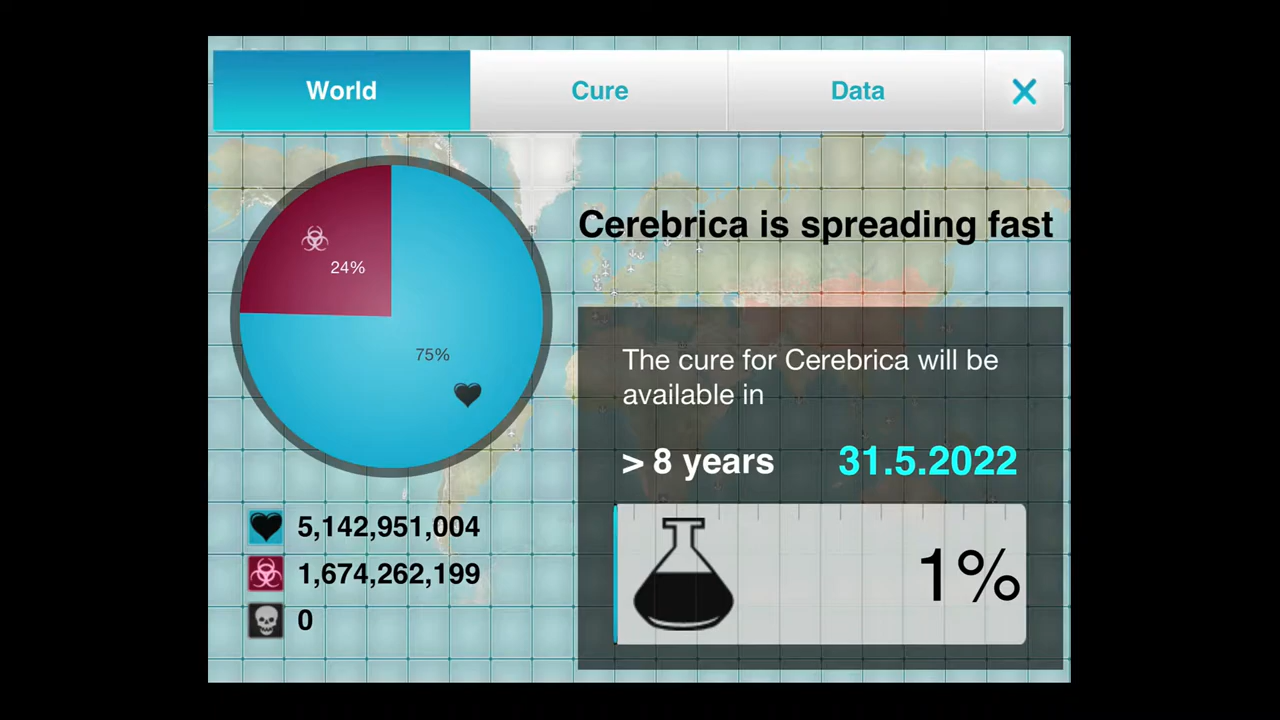 World
Cure
Data
24%
75%
5,142,951,004
1,674,262,199
0
Cerebrica is spreading fast
The cure for Cerebrica will be
available in
> 8 years
31.5.2022
1%